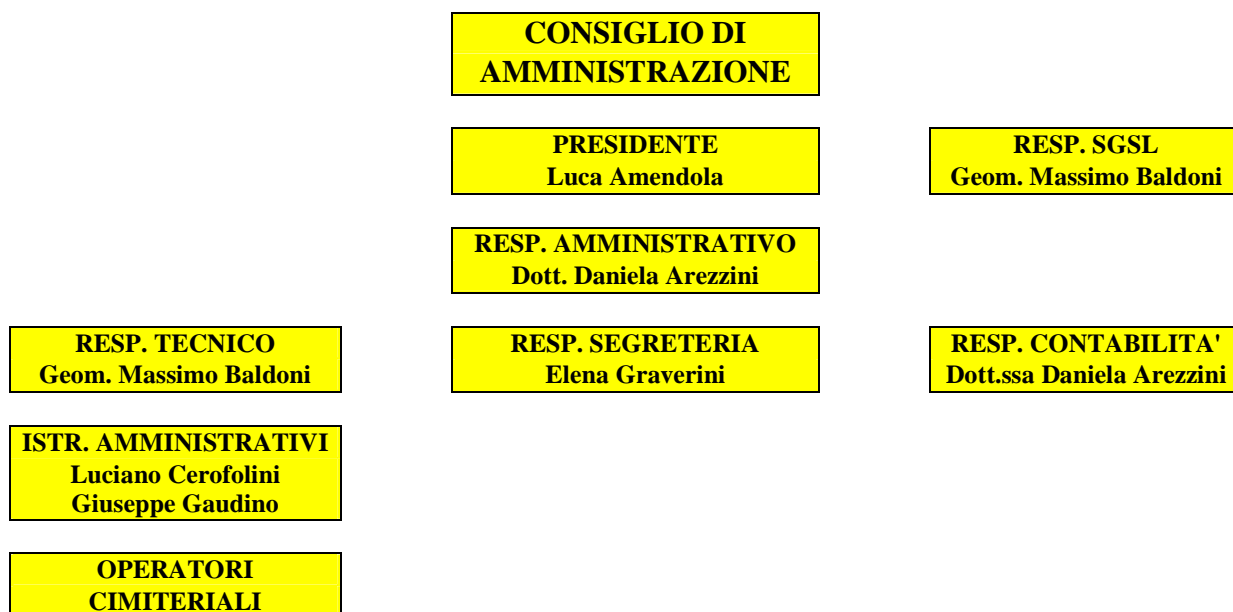 CONSIGLIO DI
AMMINISTRAZIONE
PRESIDENTE
Luca Amendola
RESP. SGSL
Geom. Massimo Baldoni
RESP. AMMINISTRATIVO
Dott. Daniela Arezzini
RESP. TECNICO
Geom. Massimo Baldoni
RESP. SEGRETERIA
Elena Graverini
RESP. CONTABILITA'
Dott.ssa Daniela Arezzini
ISTR. AMMINISTRATIVI
Luciano Cerofolini
Giuseppe Gaudino
OPERATORI
CIMITERIALI